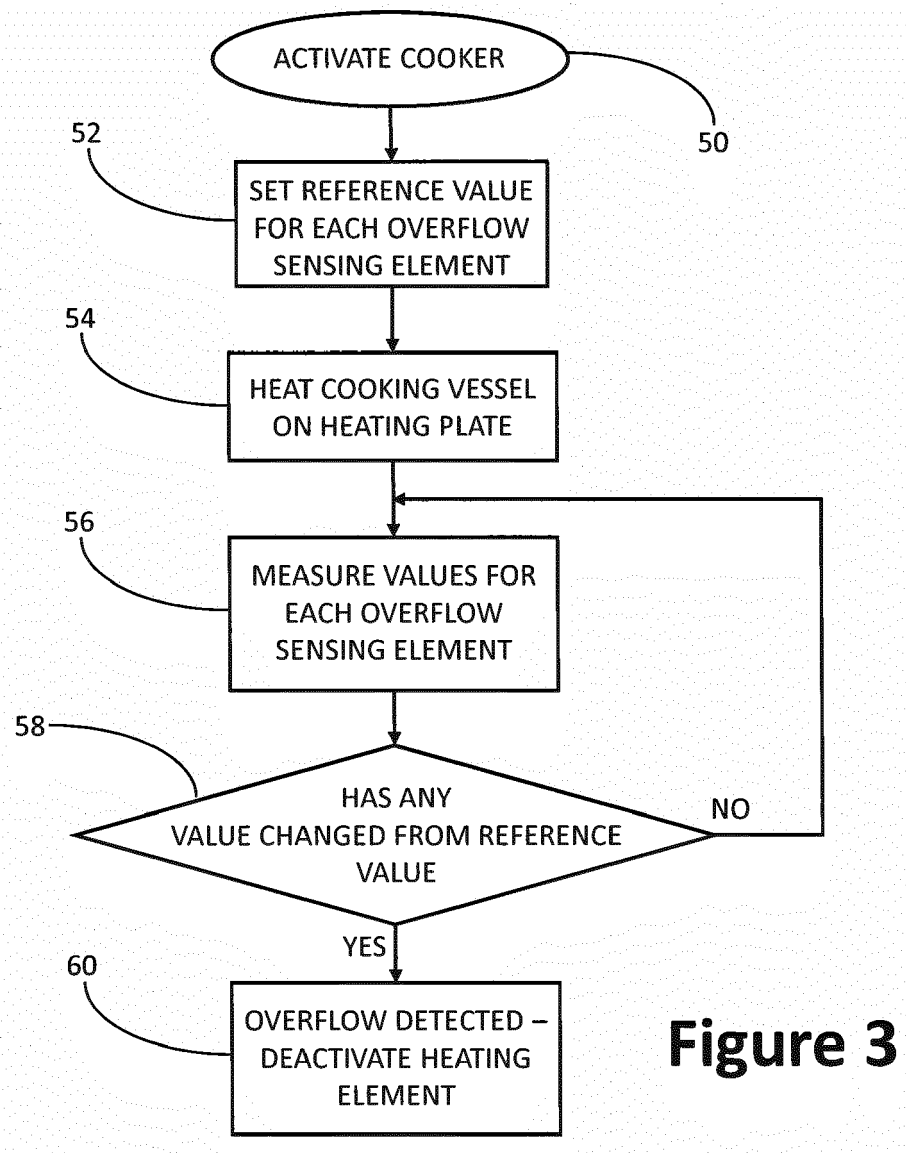 ACTIVATE COOKER
50
52
SET REFERENCE VALUE
FOR EACH OVERFLOW
SENSING ELEMENT
54
HEAT COOKING VESSEL
ON HEATING PLATE
56
MEASURE VALUES FOR
EACH OVERFLOW
SENSING ELEMENT
58
HAS ANY
VALUE CHANGED FROM REFERENCE
VALUE
NO
YES
60
OVERFLOW DETECTED –
DEACTIVATE HEATING
ELEMENT
Figure 3